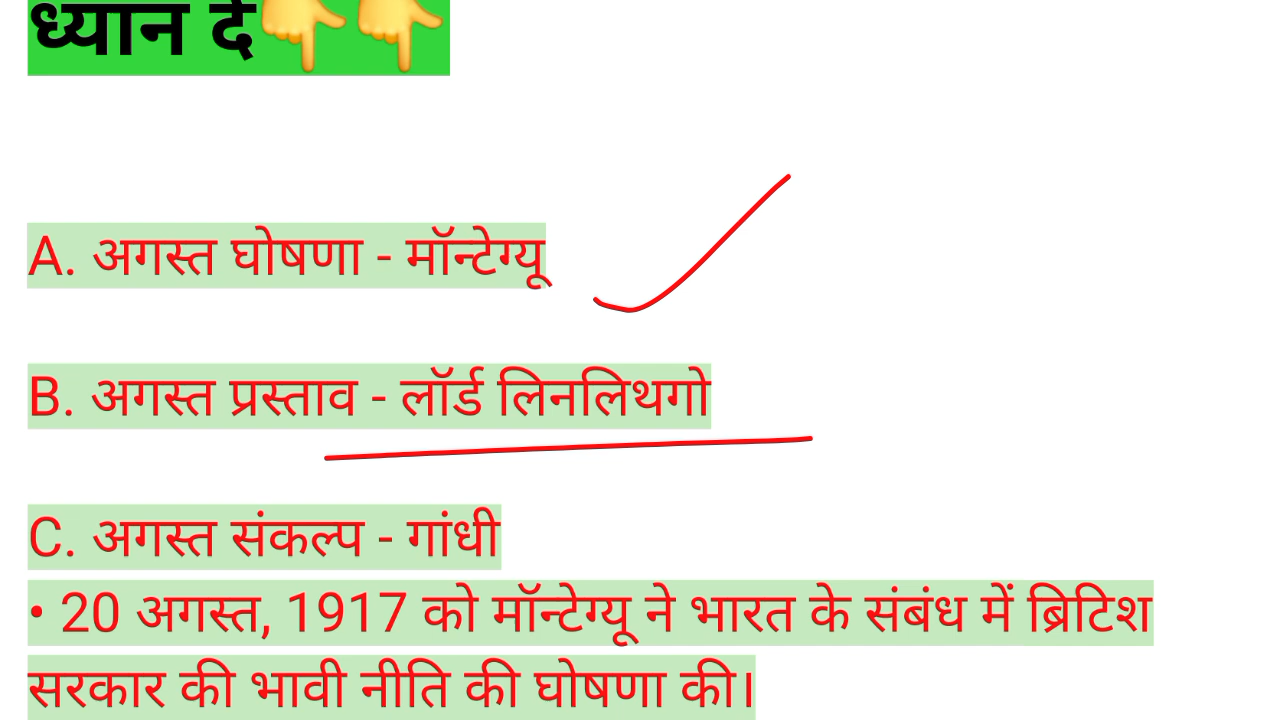 ध्यान दें👇👇
A. अगस्त घोषणा - मॉन्टेग्यू
B. अगस्त प्रस्ताव - लॉर्ड लिनलिथगो
C. अगस्त संकल्प - गांधी
• 20 अगस्त, 1917 को मॉन्टेग्यू ने भारत के संबंध में ब्रिटिश
सरकार की भावी नीति की घोषणा की।